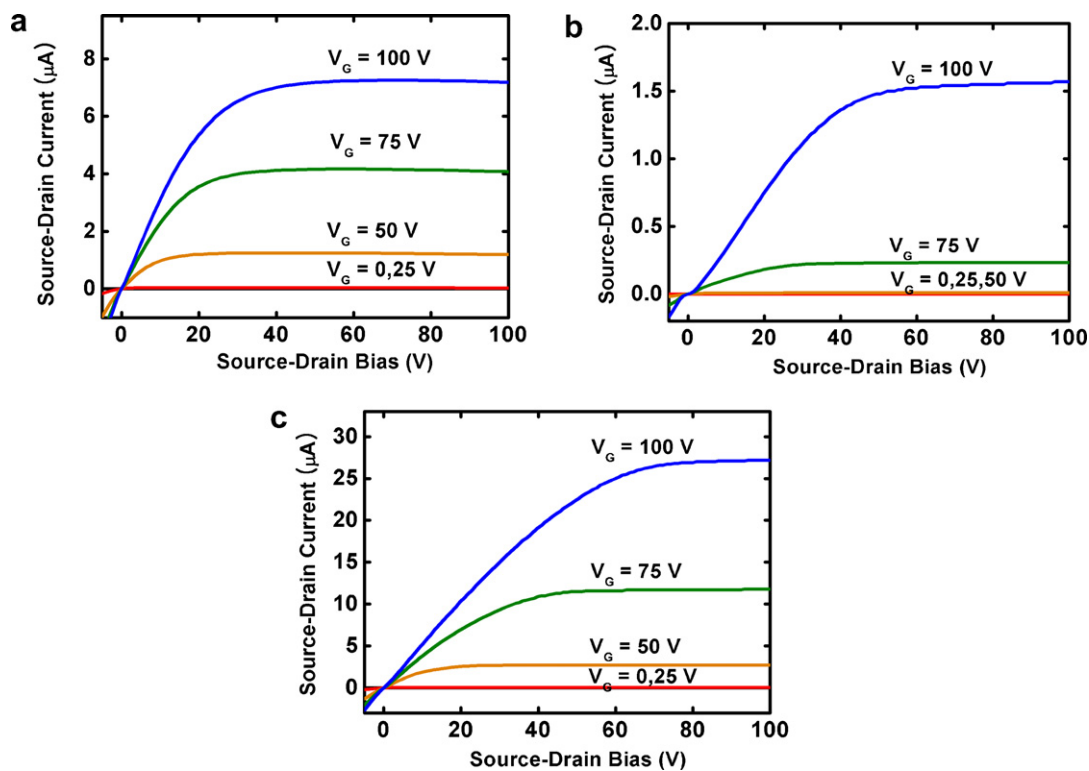 a
Source-Drain Current (μA)
8
6
4
2
0
V_G = 100 V
V_G = 75 V
V_G = 50 V
V_G = 0,25 V
0 20 40 60 80 100
Source-Drain Bias (V)
b
Source-Drain Current (μA)
2.0
1.5
1.0
0.5
0.0
V_G = 100 V
V_G = 75 V
V_G = 0,25,50 V
0 20 40 60 80 100
Source-Drain Bias (V)
c
Source-Drain Current (μA)
30
25
20
15
10
5
0
V_G = 100 V
V_G = 75 V
V_G = 50 V
V_G = 0,25 V
0 20 40 60 80 100
Source-Drain Bias (V)